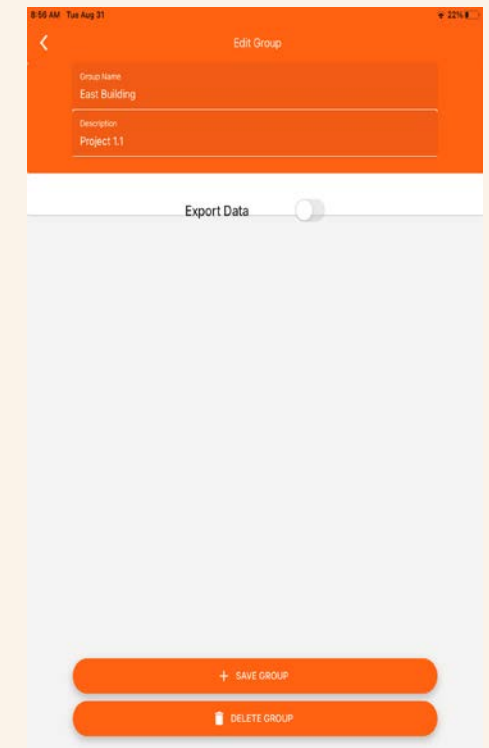 8:56 AM Tue Aug 31 22%
Edit Group
Group Name
East Building
Description
Project 1.1
Export Data
+ SAVE GROUP
DELETE GROUP